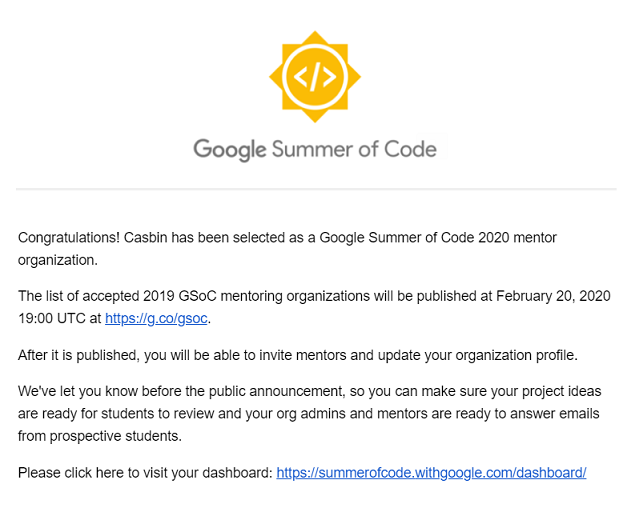 </>
Google Summer of Code
Congratulations! Casbin has been selected as a Google Summer of Code 2020 mentor
organization.
The list of accepted 2019 GSoC mentoring organizations will be published at February 20, 2020
19:00 UTC at https://g.co/gsoc.
After it is published, you will be able to invite mentors and update your organization profile.
We've let you know before the public announcement, so you can make sure your project ideas
are ready for students to review and your org admins and mentors are ready to answer emails
from prospective students.
Please click here to visit your dashboard: https://summerofcode.withgoogle.com/dashboard/